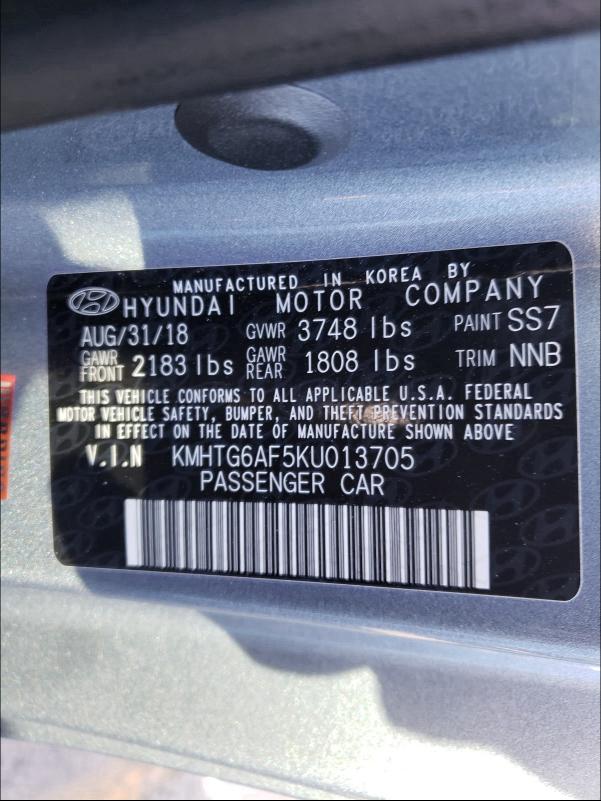 MANUFACTURED IN KOREA BY
HYUNDAI MOTOR COMPANY
AUG/31/18 GVWR 3748 lbs PAINT SS7
GAWR FRONT 2183 lbs GAWR REAR 1808 lbs TRIM NNB
THIS VEHICLE CONFORMS TO ALL APPLICABLE U.S.A. FEDERAL
MOTOR VEHICLE SAFETY, BUMPER, AND THEFT PREVENTION STANDARDS
IN EFFECT ON THE DATE OF MANUFACTURE SHOWN ABOVE
V.I.N KMHTG6AF5KU013705
PASSENGER CAR